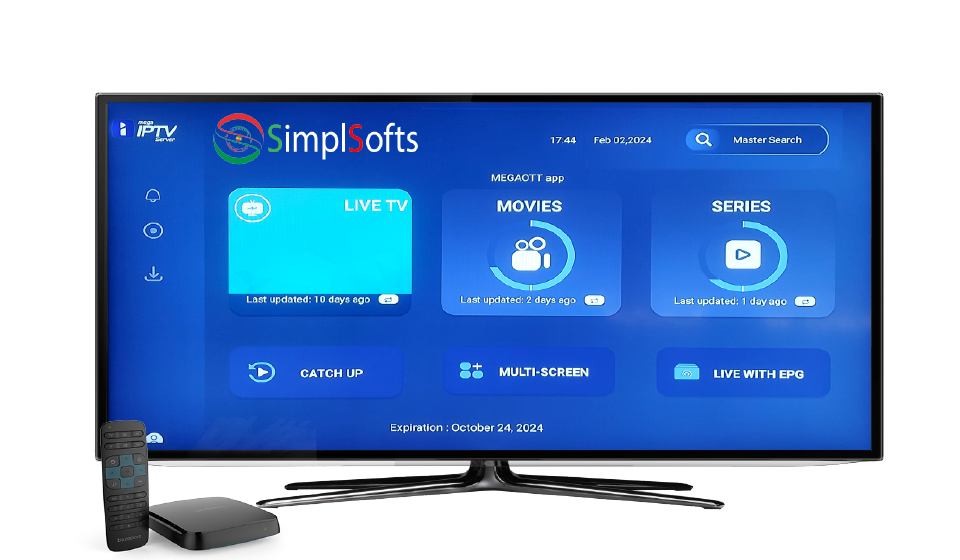 mega
IPTV
Server
SimplSofts
17:44
Feb 02,2024
Master Search
MEGAOTT app
LIVE TV
MOVIES
SERIES
Last updated: 10 days ago
Last updated: 2 days ago
Last updated: 1 day ago
CATCH UP
MULTI-SCREEN
LIVE WITH EPG
Expiration : October 24, 2024